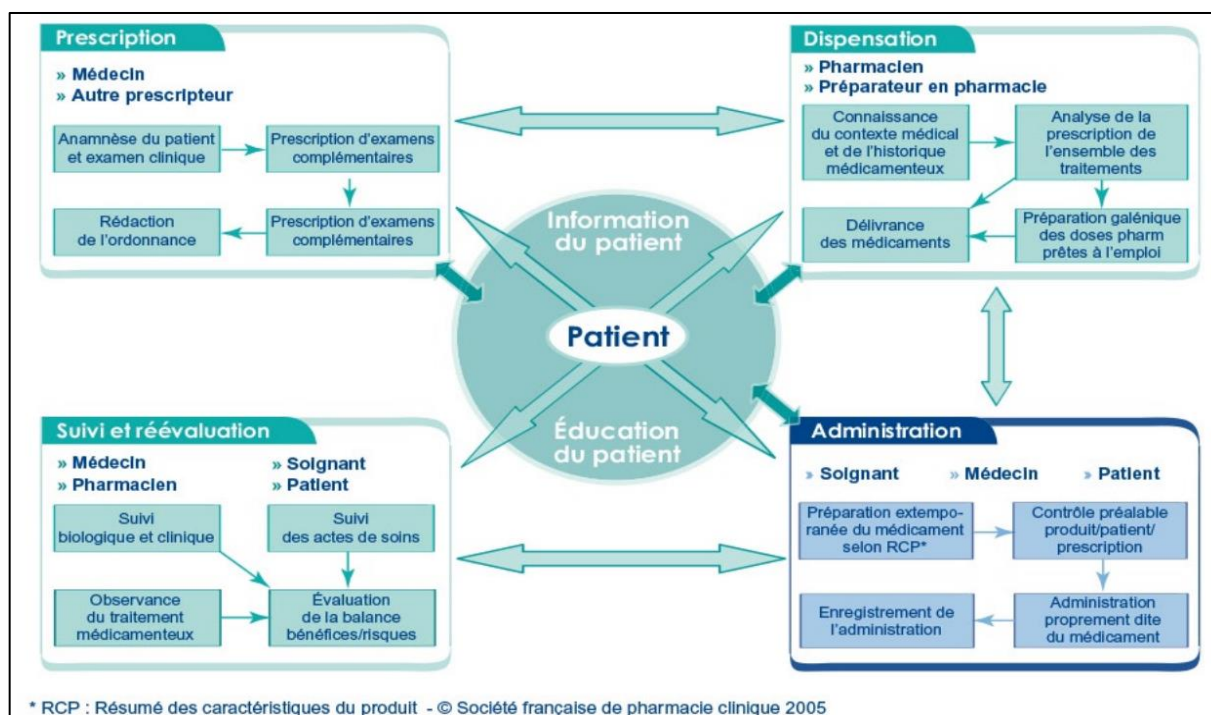 Prescription
» Médecin
» Autre prescripteur
Anamnèse du patient
et examen clinique
Prescription d'examens
complémentaires
Rédaction
de l'ordonnance
Prescription d'examens
complémentaires
Dispensation
» Pharmacien
» Préparateur en pharmacie
Connaissance
du contexte médical
et de l'historique
médicamenteux
Analyse de la
prescription de
l'ensemble des
traitements
Délivrance
des médicaments
Préparation galénique
des doses pharm
prêtes à l'emploi
Information
du patient
Patient
Éducation
du patient
Suivi et réévaluation
» Médecin
» Pharmacien
» Soignant
» Patient
Suivi
biologique et clinique
Suivi
des actes de soins
Observance
du traitement
médicamenteux
Évaluation
de la balance
bénéfices/risques
Administration
» Soignant
» Médecin
» Patient
Préparation extempo-
ranée du médicament
selon RCP*
Contrôle préalable
produit/patient/
prescription
Enregistrement de
l'administration
Administration
proprement dite
du médicament
* RCP : Résumé des caractéristiques du produit - © Société française de pharmacie clinique 2005